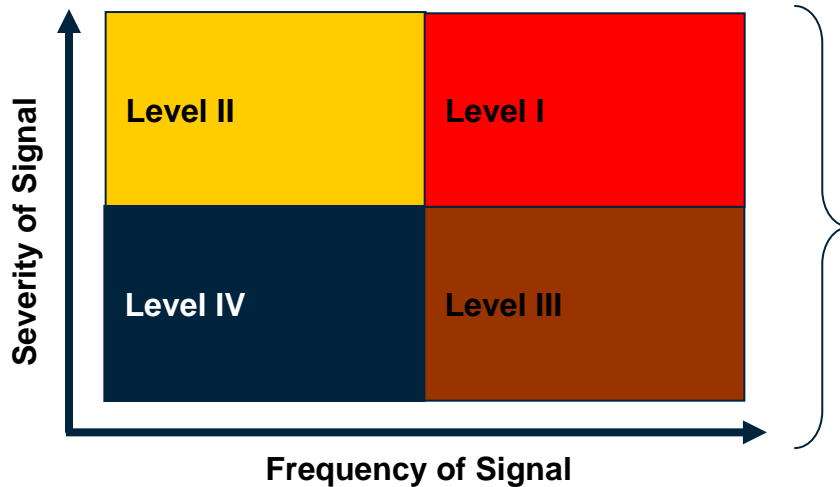 Severity of Signal
Level II
Level I
Level IV
Level III
Frequency of Signal